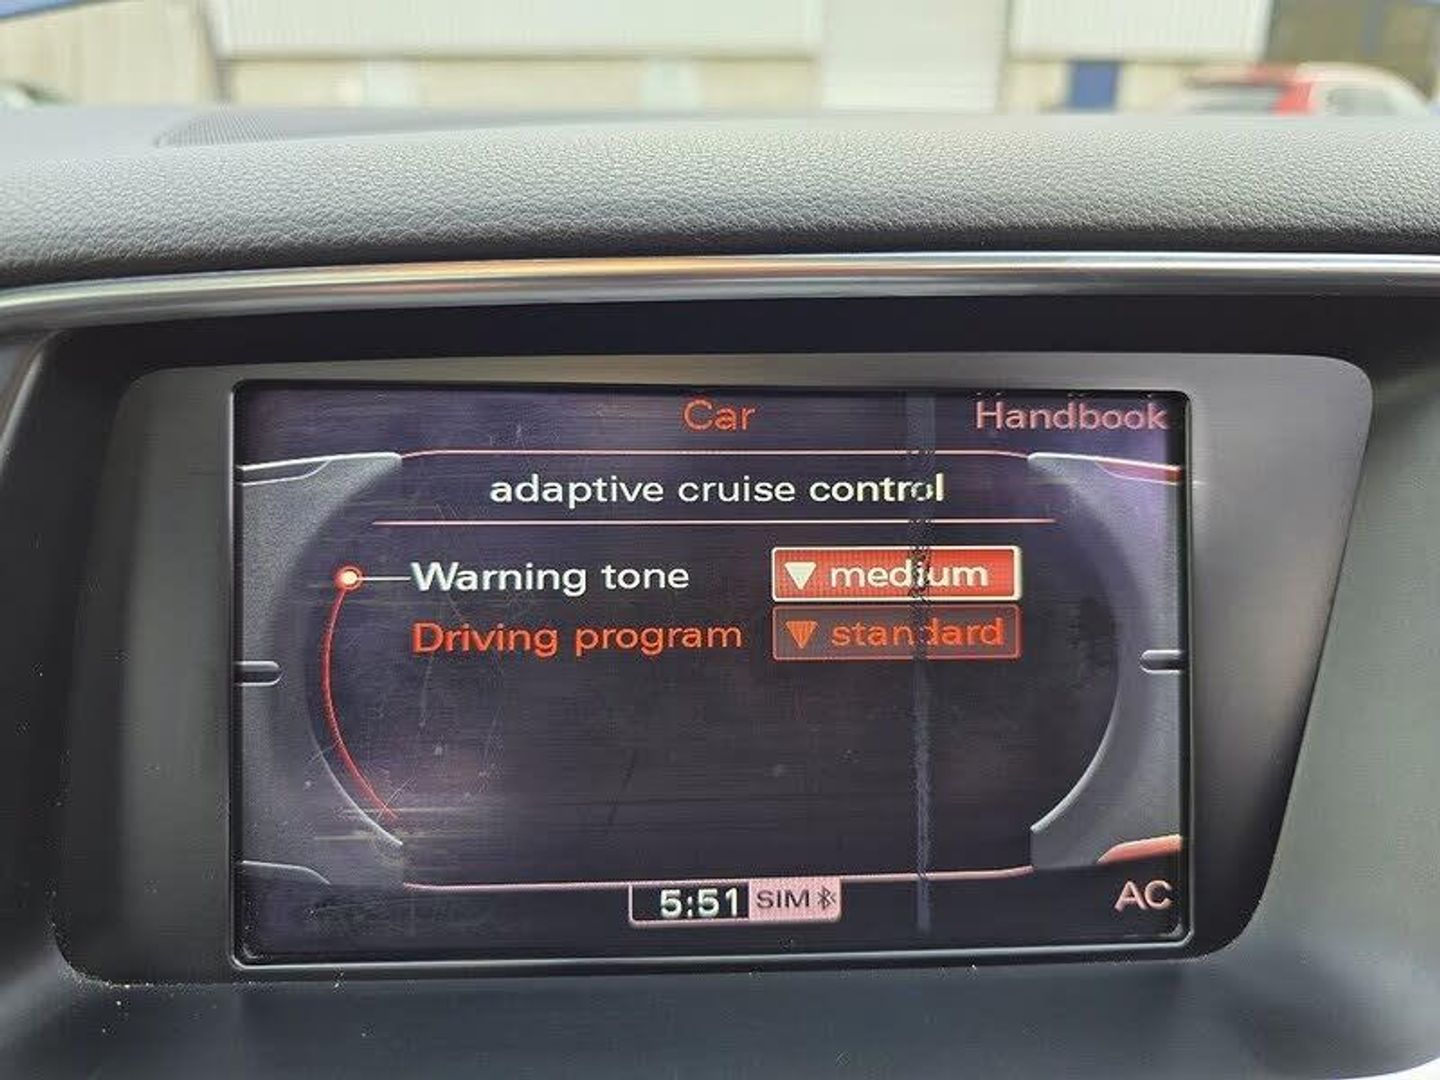 Car
Handbook
adaptive cruise control
Warning tone
medium
Driving program
standard
5:51 SIM
AC